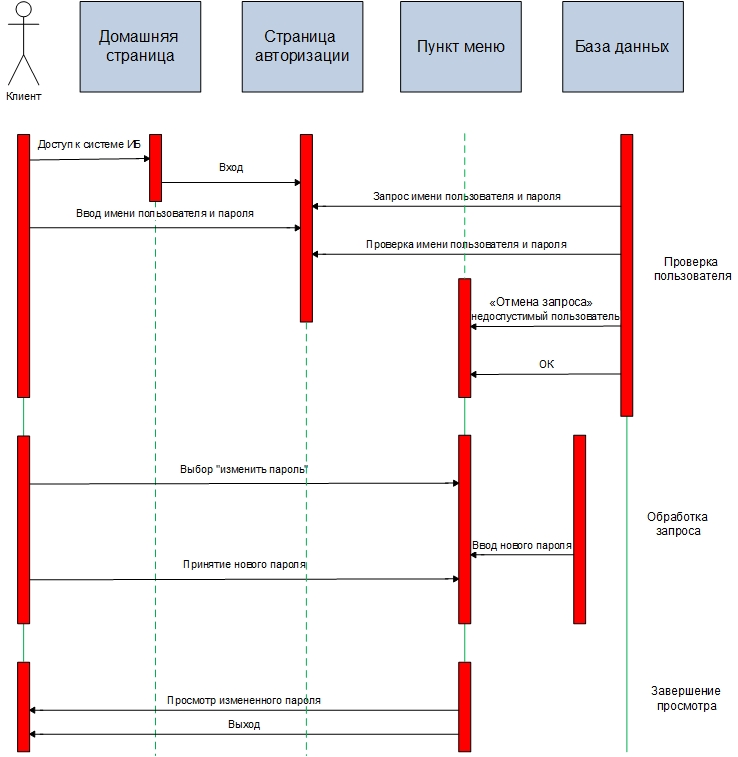 Домашняя
страница
Страница
авторизации
Пункт меню
База данных
Клиент
Доступ к системе ИБ
Вход
Запрос имени пользователя и пароля
Ввод имени пользователя и пароля
Проверка имени пользователя и пароля
Проверка
пользователя
«Отмена запроса»
недоспустимый пользователь
ОК
Выбор "изменить пароль"
Обработка
запроса
Ввод нового пароля
Принятие нового пароля
Завершение
просмотра
Просмотр измененного пароля
Выход